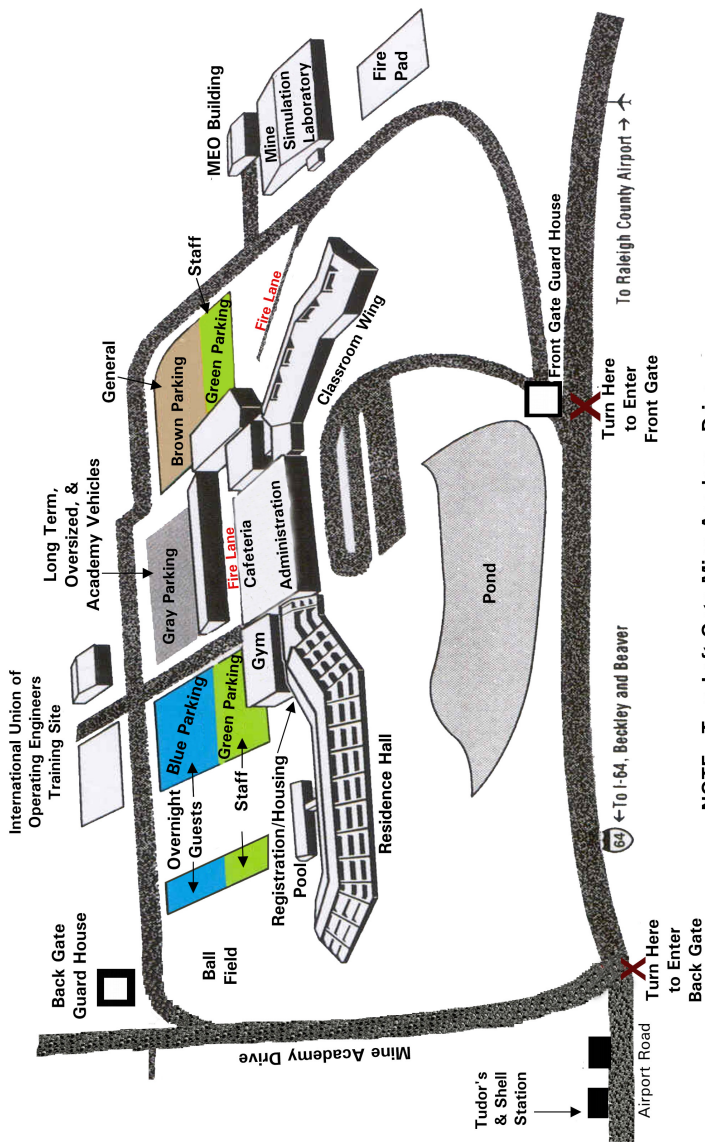 International Union of
Operating Engineers
Training Site
Long Term,
Oversized, &
Academy Vehicles
General
Staff
MEO Building
Mine
Simulation
Laboratory
Fire
Pad
Back Gate
Guard House
Ball
Field
Overnight
Guests
Blue Parking
Staff
Green Parking
Gray Parking
Brown Parking
Green Parking
Fire Lane
Fire Lane
Registration/Housing
Pool
Gym
Cafeteria
Administration
Classroom Wing
Residence Hall
Pond
Front Gate Guard House
Mine Academy Drive
Tudor's
& Shell
Station
Airport Road
Turn Here
to Enter
Back Gate
64 ←To I-64, Beckley and Beaver
Turn Here
to Enter
Front Gate
To Raleigh County Airport →